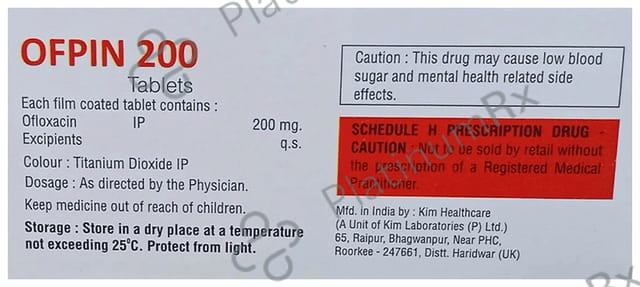 OFPIN 200
Tablets
Each film coated tablet contains :
Ofloxacin IP 200 mg.
Excipients q.s.
Colour : Titanium Dioxide IP
Dosage : As directed by the Physician.
Keep medicine out of reach of children.
Storage : Store in a dry place at a temperature
not exceeding 25°C. Protect from light.
Caution : This drug may cause low blood
sugar and mental health related side
effects.
SCHEDULE H PRESCRIPTION DRUG -
CAUTION : Not to be sold by retail without
the prescription of a Registered Medical
Practitioner.
Mfd. in India by : Kim Healthcare
(A Unit of Kim Laboratories (P) Ltd.)
65, Raipur, Bhagwanpur, Near PHC,
Roorkee - 247661, Distt. Haridwar (UK)
PlatinumRx
PlatinumRx